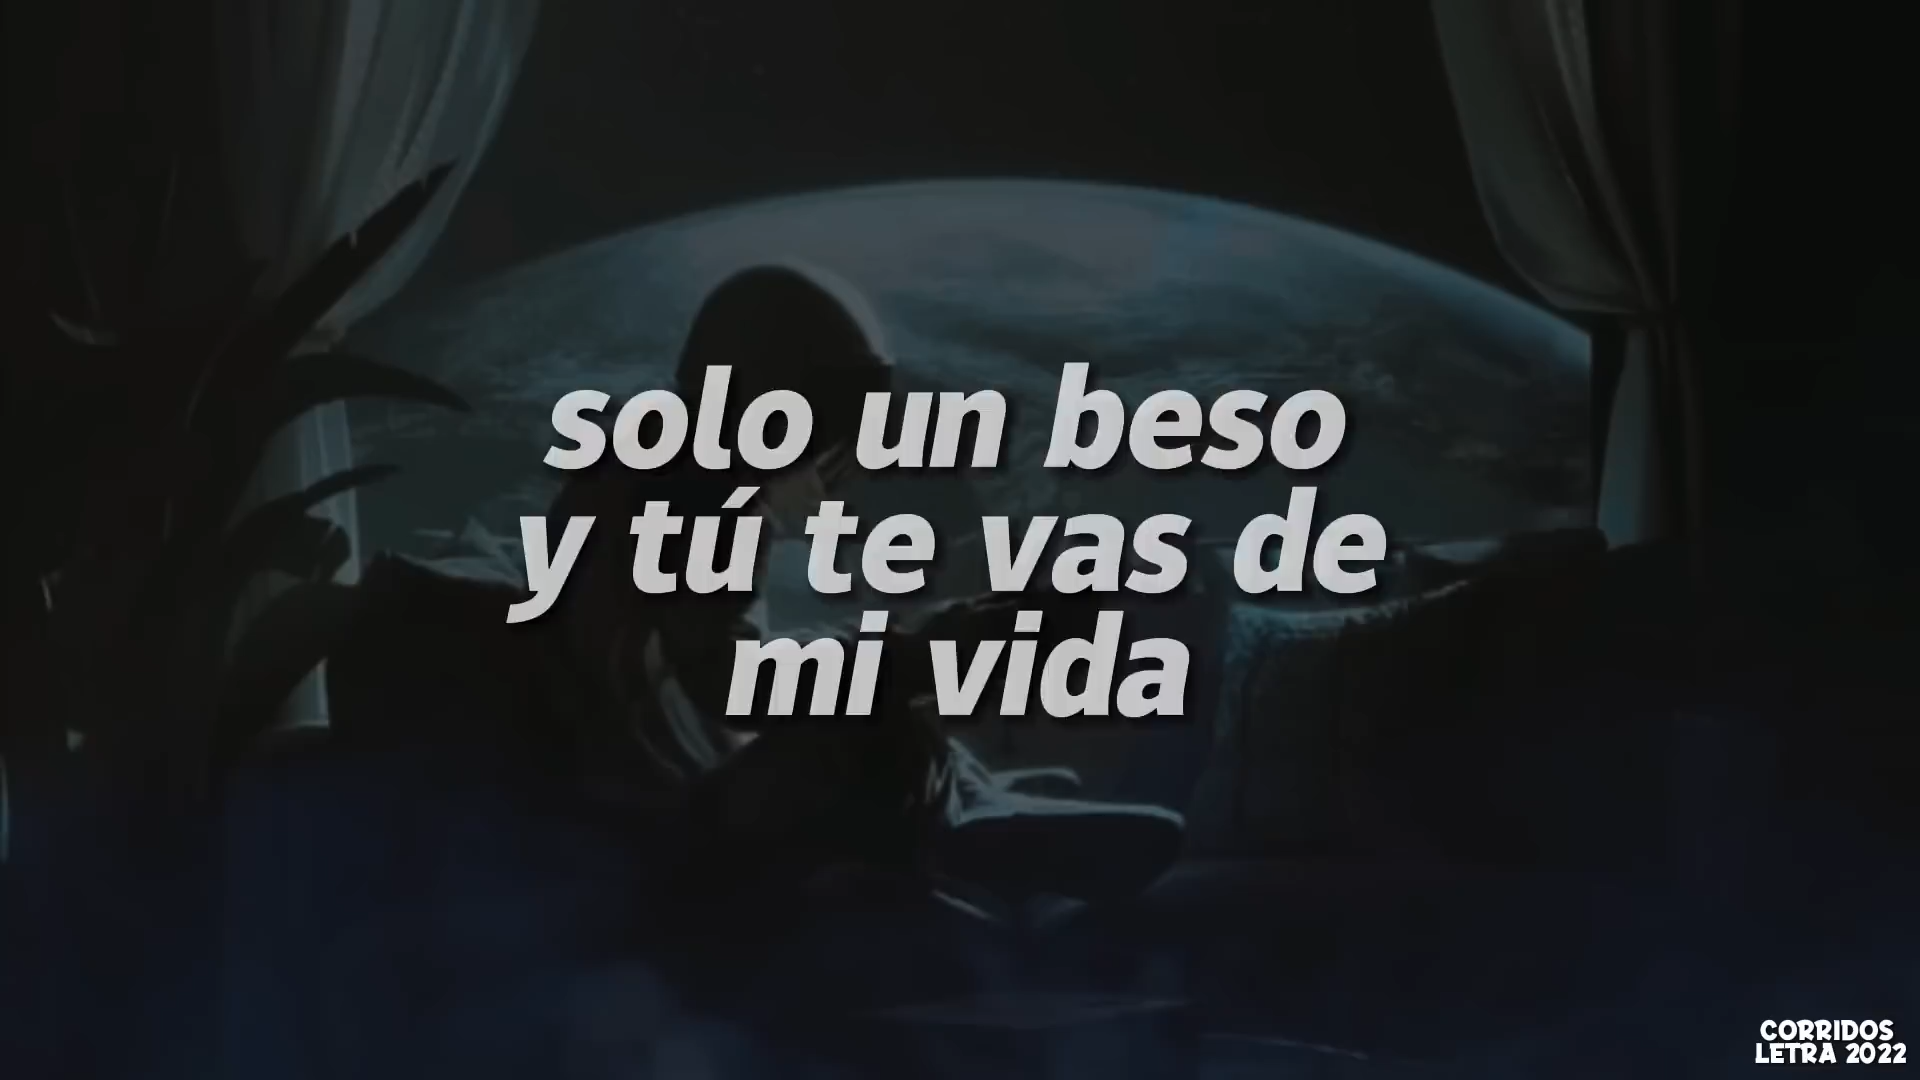 solo un beso
y tú te vas de
mi vida
CORRIDOS
LETRA 2022